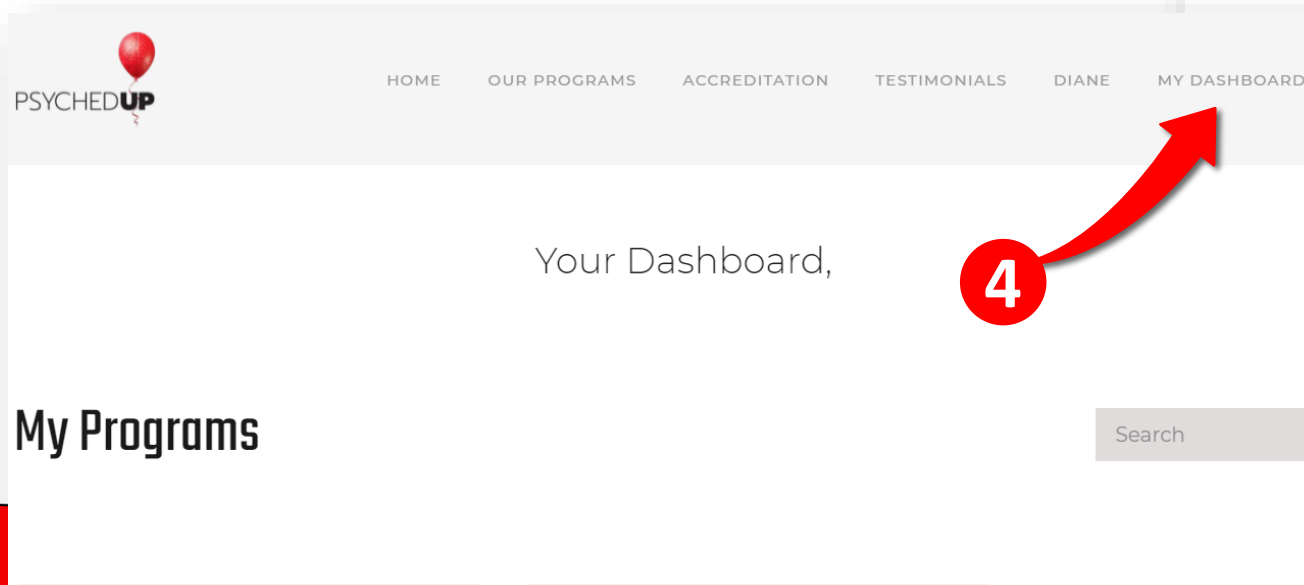 PSYCHEDUP
HOME OUR PROGRAMS ACCREDITATION TESTIMONIALS DIANE MY DASHBOARD
Your Dashboard,
4
My Programs
Search